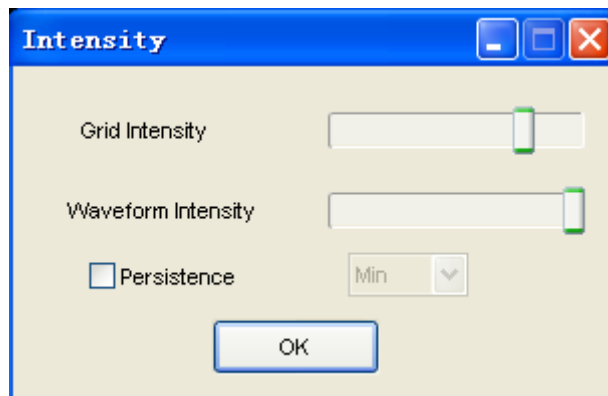 Intensity
Grid Intensity
Waveform Intensity
Persistence Min
OK